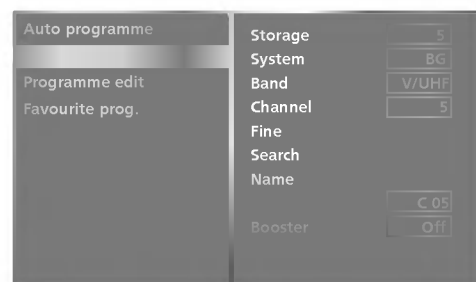 Auto programme
Programme edit
Favourite prog.
Storage 5
System BG
Band V/UHF
Channel 5
Fine
Search
Name
C 05
Booster Off